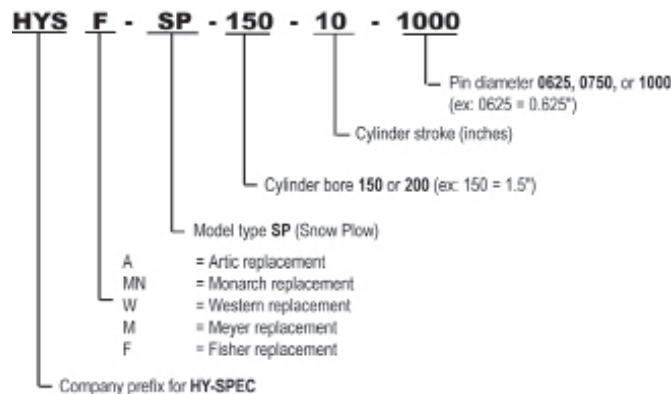 HYS F - SP - 150 - 10 - 1000
Pin diameter 0625, 0750, or 1000
(ex: 0625 = 0.625")
Cylinder stroke (inches)
Cylinder bore 150 or 200 (ex: 150 = 1.5")
Model type SP (Snow Plow)
A = Artic replacement
MN = Monarch replacement
W = Western replacement
M = Meyer replacement
F = Fisher replacement
Company prefix for HY-SPEC